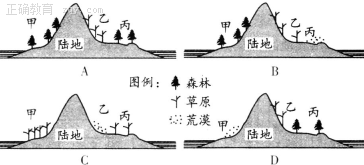 正确教育
甲 乙 丙
陆地
A
甲 乙 丙
陆地
B
图例：
森林
草原
荒漠
甲 乙 丙
陆地
C
甲 乙 丙
陆地
D